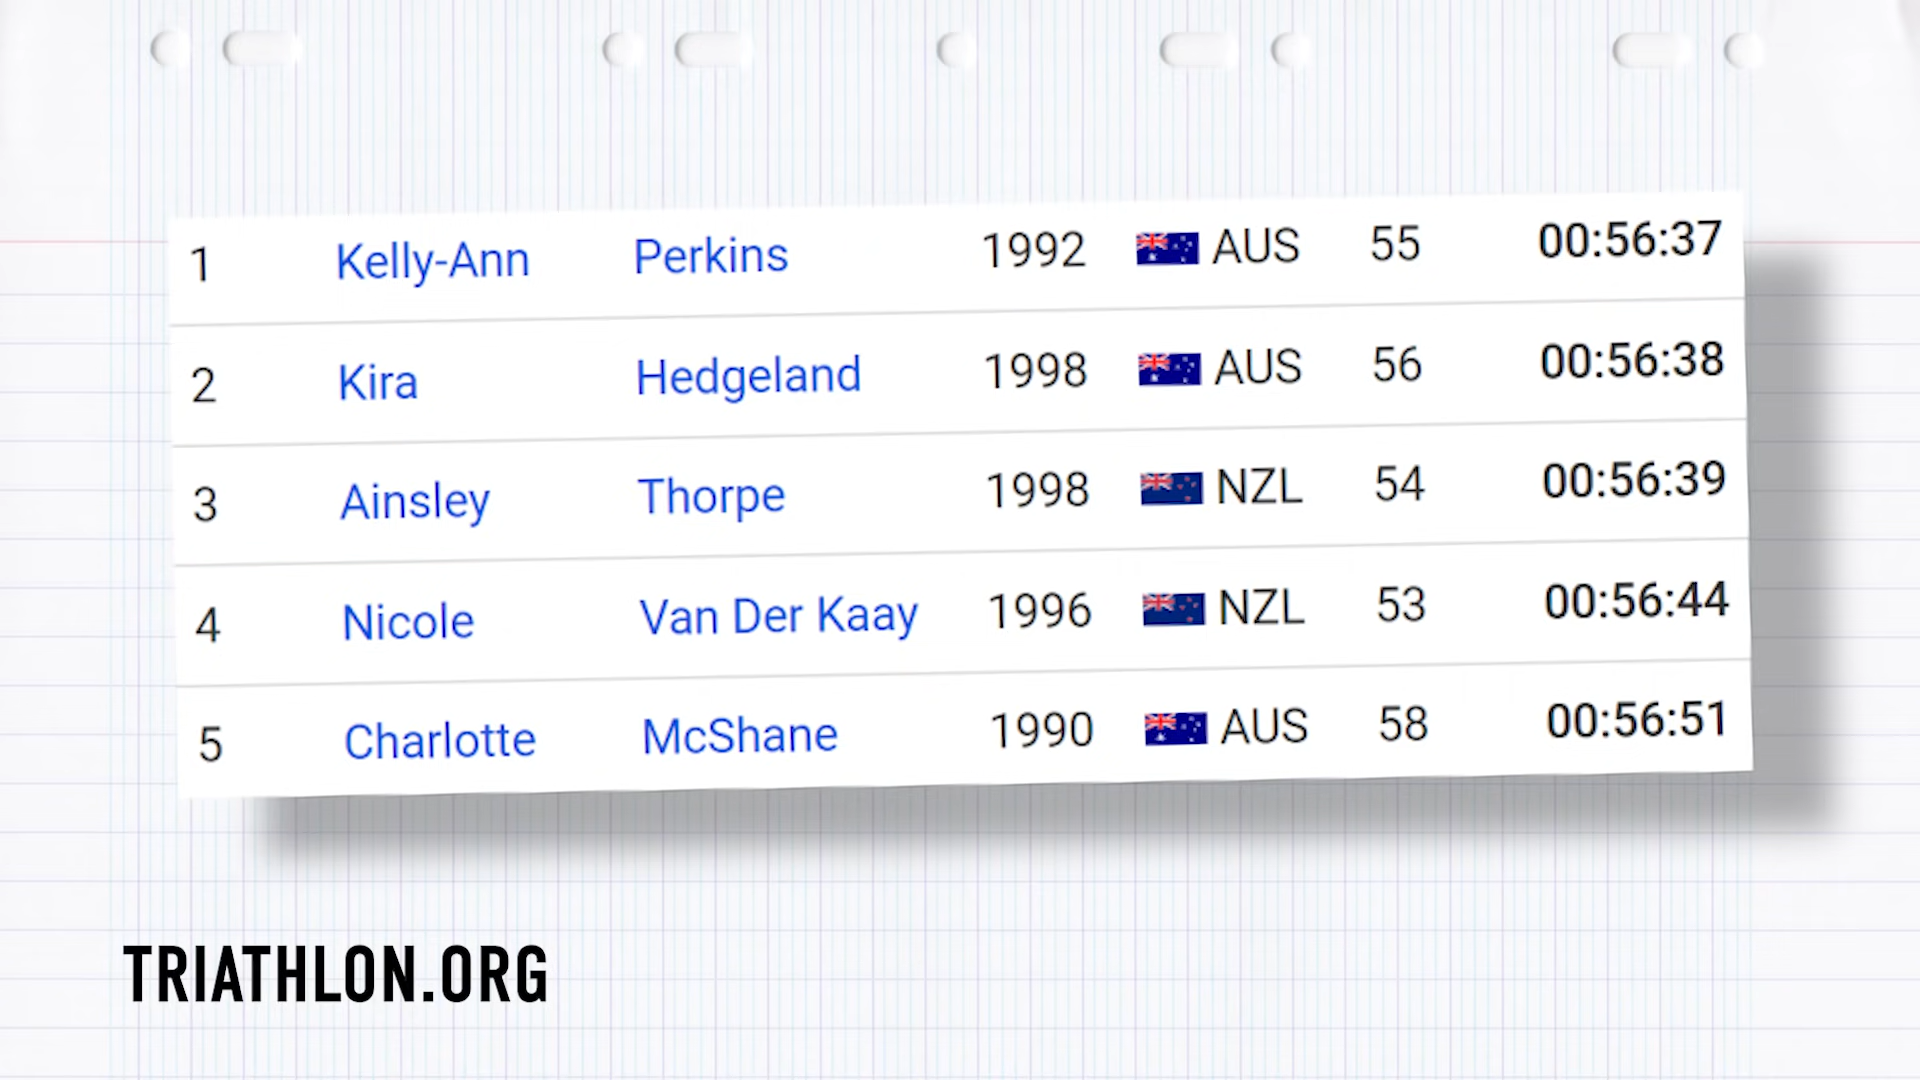 1 Kelly-Ann Perkins 1992 AUS 55 00:56:37
2 Kira Hedgeland 1998 AUS 56 00:56:38
3 Ainsley Thorpe 1998 NZL 54 00:56:39
4 Nicole Van Der Kaay 1996 NZL 53 00:56:44
5 Charlotte McShane 1990 AUS 58 00:56:51
TRIATHLON.ORG